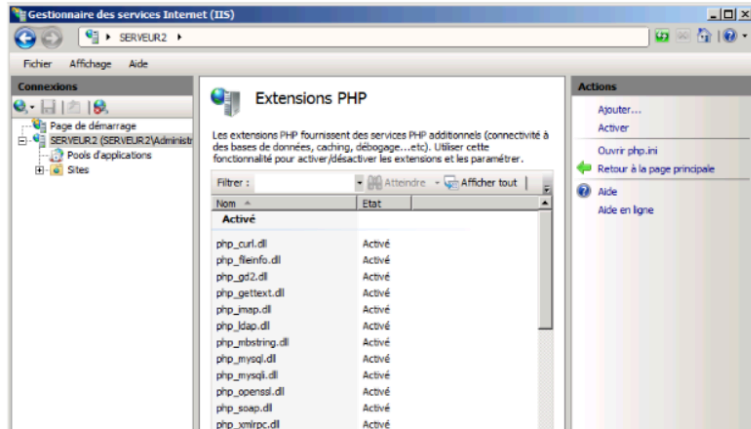 Gestionnaire des services Internet (IIS)
SERVEUR2
Fichier Affichage Aide
Connexions
Page de démarrage
SERVEUR2 (SERVEUR2\Administr
Pools d'applications
Sites
Extensions PHP
Les extensions PHP fournissent des services PHP additionnels (connectivité à
des bases de données, caching, débogage...etc). Utiliser cette
fonctionnalité pour activer/désactiver les extensions et les paramétrer.
Filtrer : Atteindre Afficher tout
Nom Etat
Activé
php_curl.dll Activé
php_fileinfo.dll Activé
php_gd2.dll Activé
php_gettext.dll Activé
php_imap.dll Activé
php_ldap.dll Activé
php_mbstring.dll Activé
php_mysql.dll Activé
php_mysqli.dll Activé
php_openssl.dll Activé
php_soap.dll Activé
php_xmlrpc.dll Activé
Actions
Ajouter...
Activer
Ouvrir php.ini
Retour à la page principale
Aide
Aide en ligne